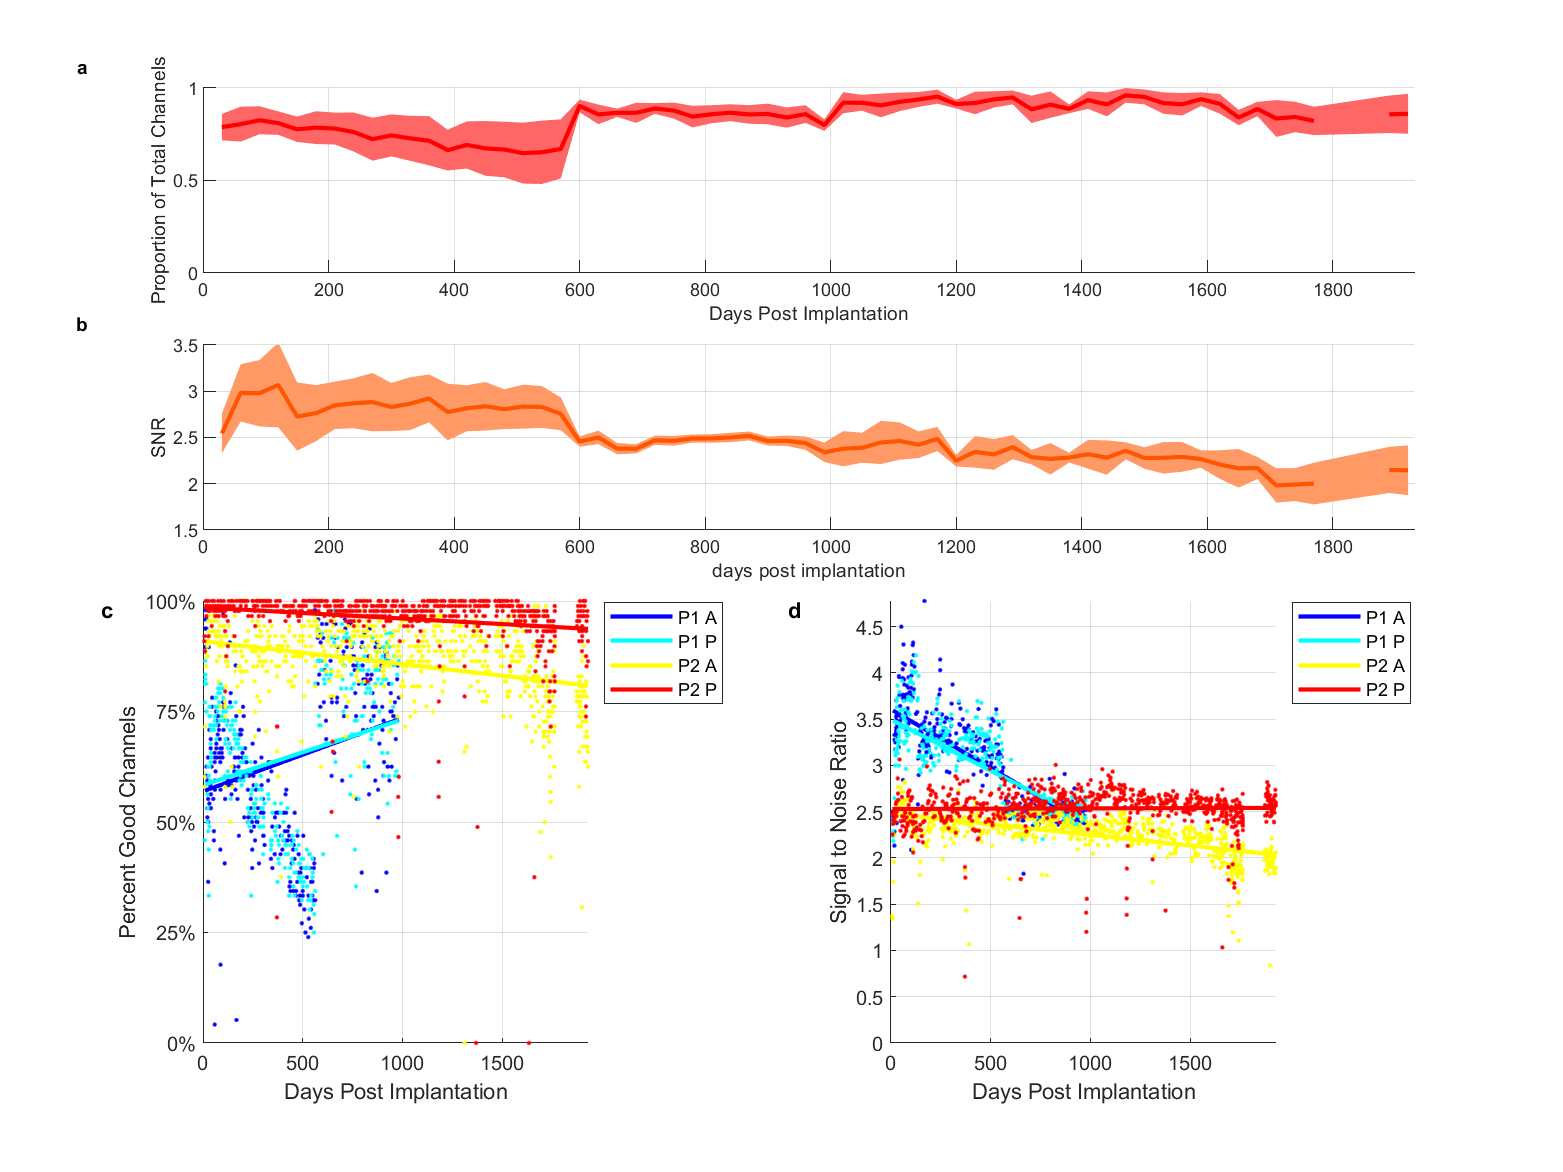 a
Proportion of Total Channels
1
0.5
0
0 200 400 600 800 1000 1200 1400 1600 1800
Days Post Implantation
b
SNR
3.5
3
2.5
2
1.5
0 200 400 600 800 1000 1200 1400 1600 1800
days post implantation
c
Percent Good Channels
100%
75%
50%
25%
0%
0 500 1000 1500
Days Post Implantation
P1 A
P1 P
P2 A
P2 P
d
Signal to Noise Ratio
4.5
4
3.5
3
2.5
2
1.5
1
0.5
0
0 500 1000 1500
Days Post Implantation
P1 A
P1 P
P2 A
P2 P